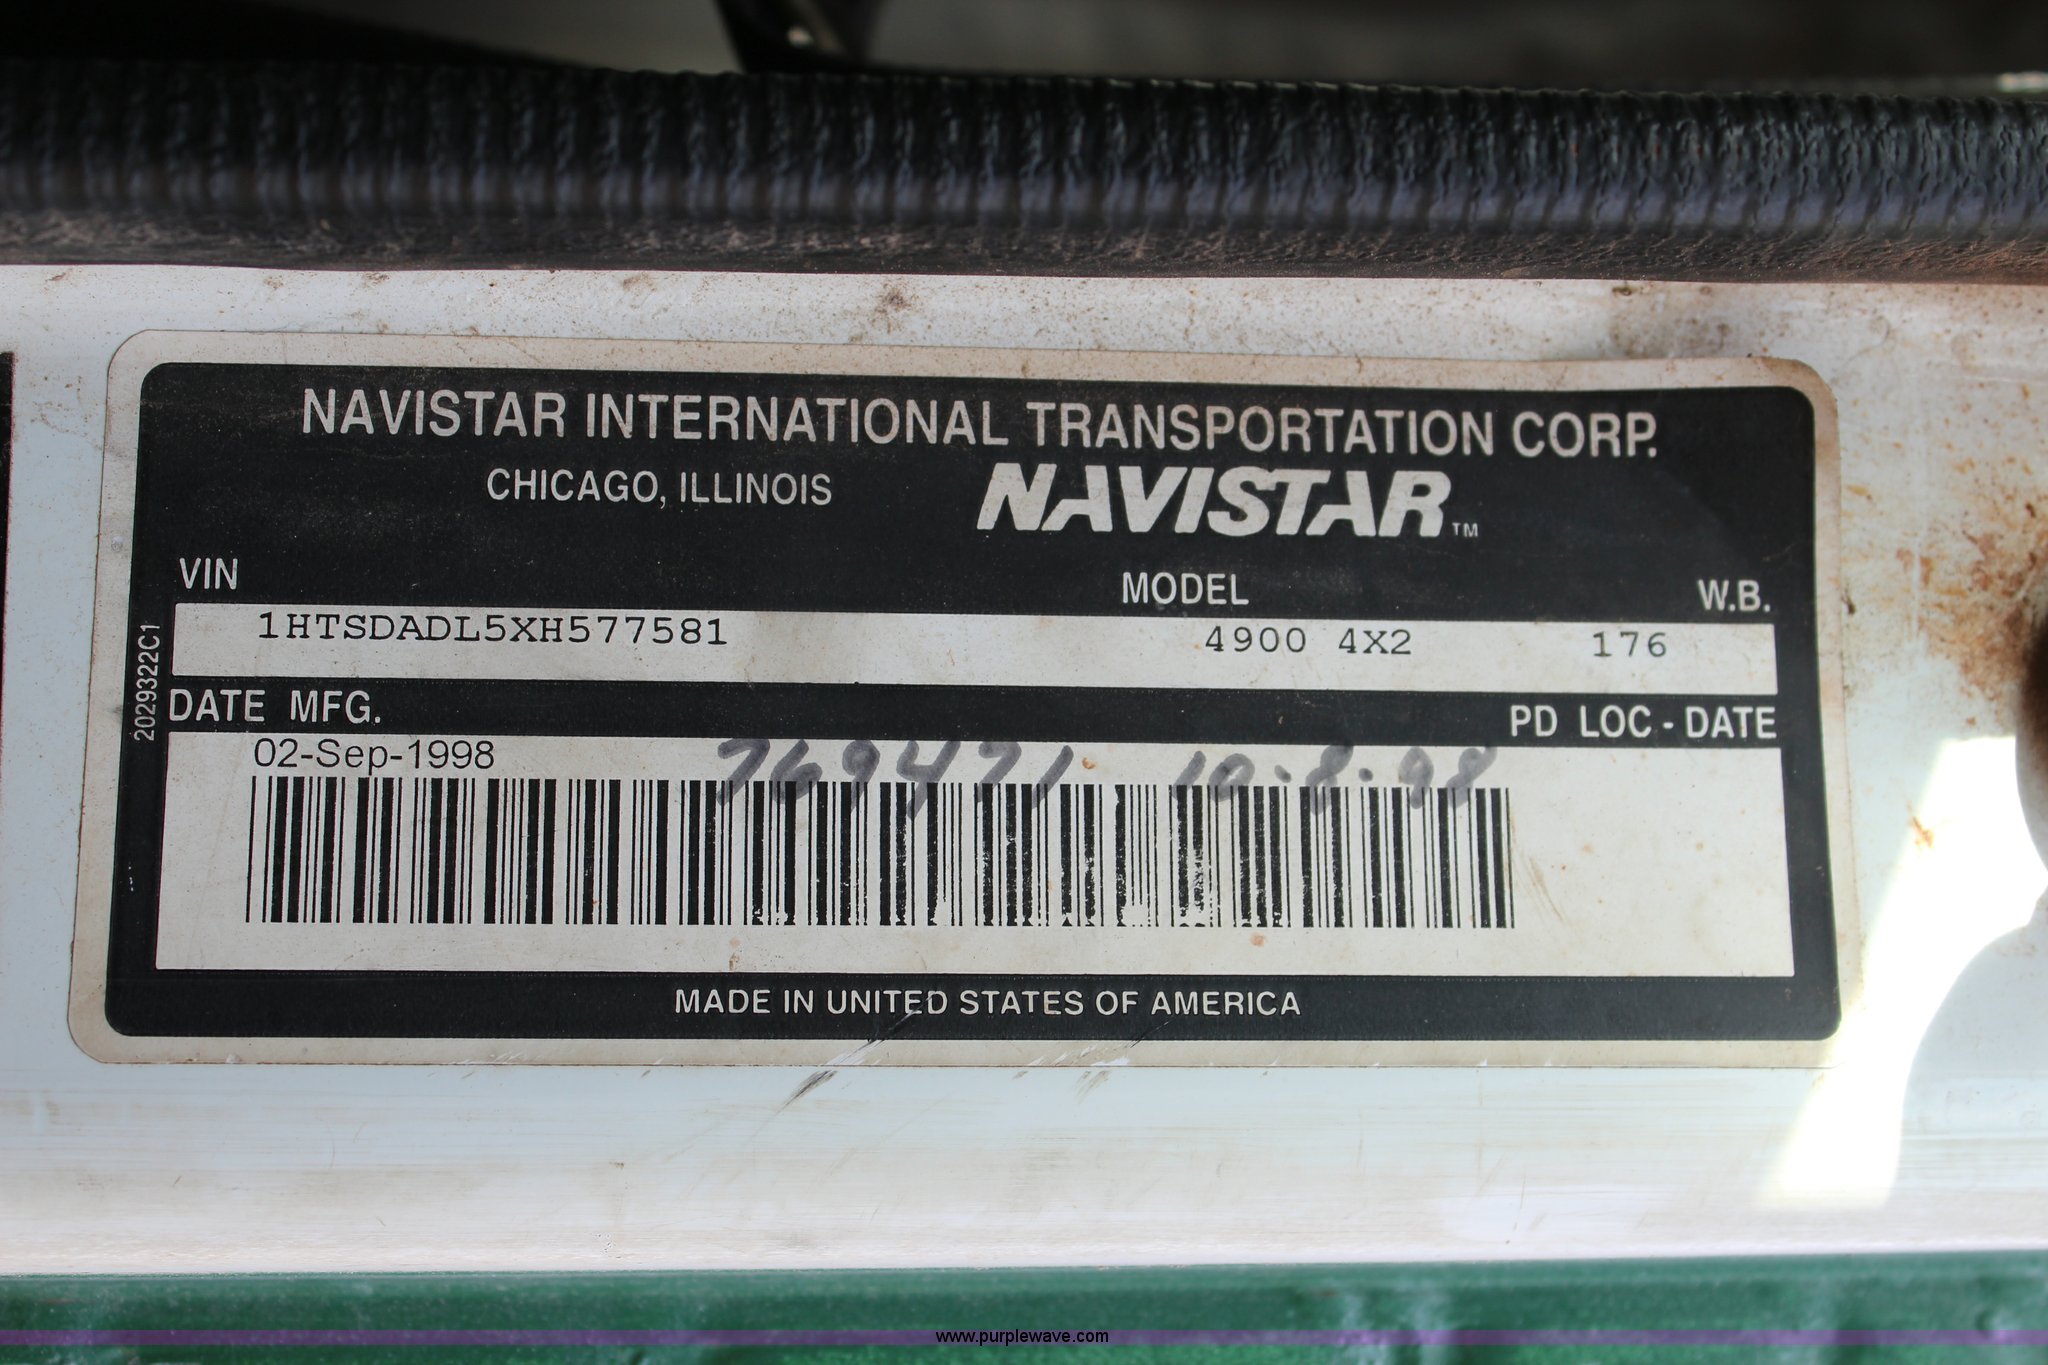 NAVISTAR INTERNATIONAL TRANSPORTATION CORP.
CHICAGO, ILLINOIS NAVISTAR TM
VIN MODEL W.B.
1HTSDADL5XH577581 4900 4X2 176
2029322C1
DATE MFG. PD LOC - DATE
02-Sep-1998 769471 10.8.98
MADE IN UNITED STATES OF AMERICA
www.purplewave.com